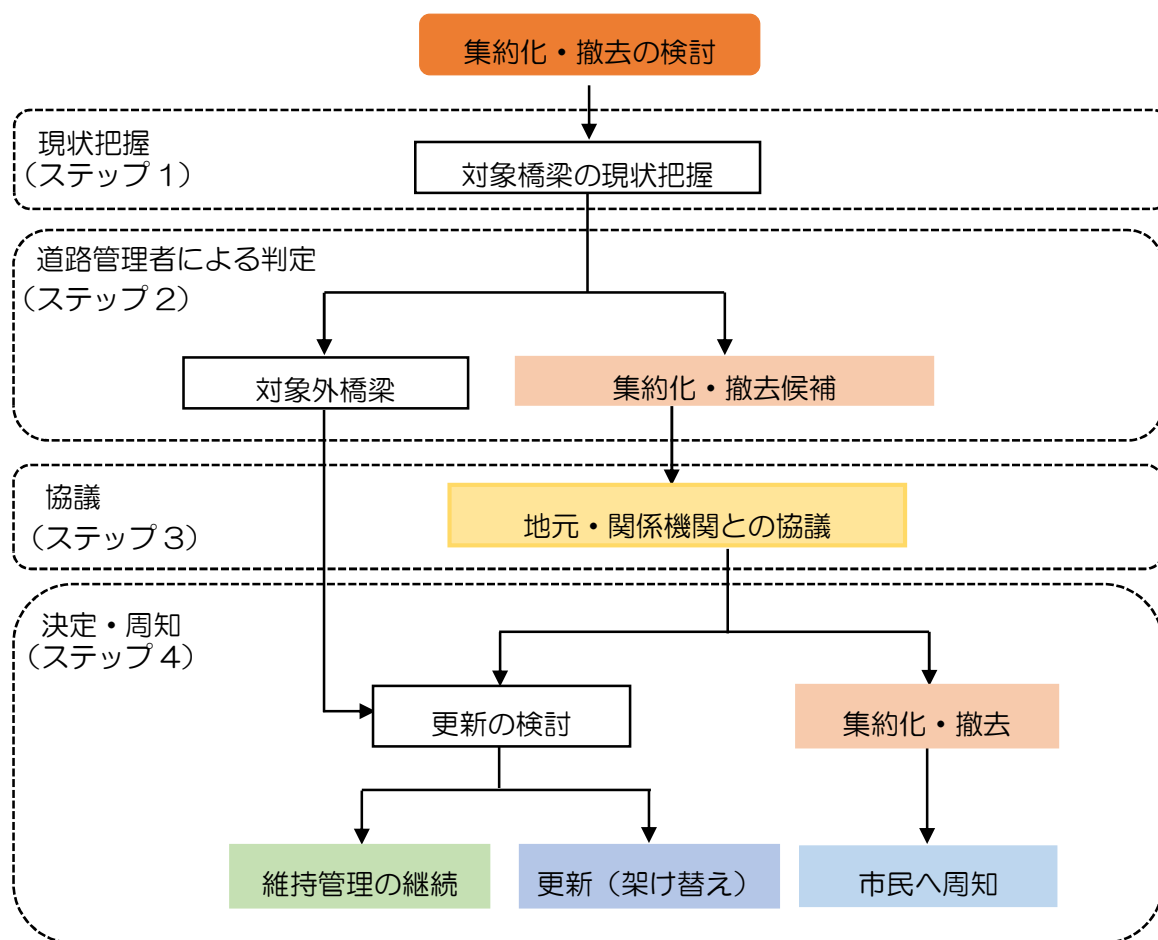 集約化・撤去の検討
現状把握
（ステップ１）
対象橋梁の現状把握
道路管理者による判定
（ステップ２）
対象外橋梁
集約化・撤去候補
協議
（ステップ３）
地元・関係機関との協議
決定・周知
（ステップ４）
更新の検討
集約化・撤去
維持管理の継続
更新（架け替え）
市民へ周知